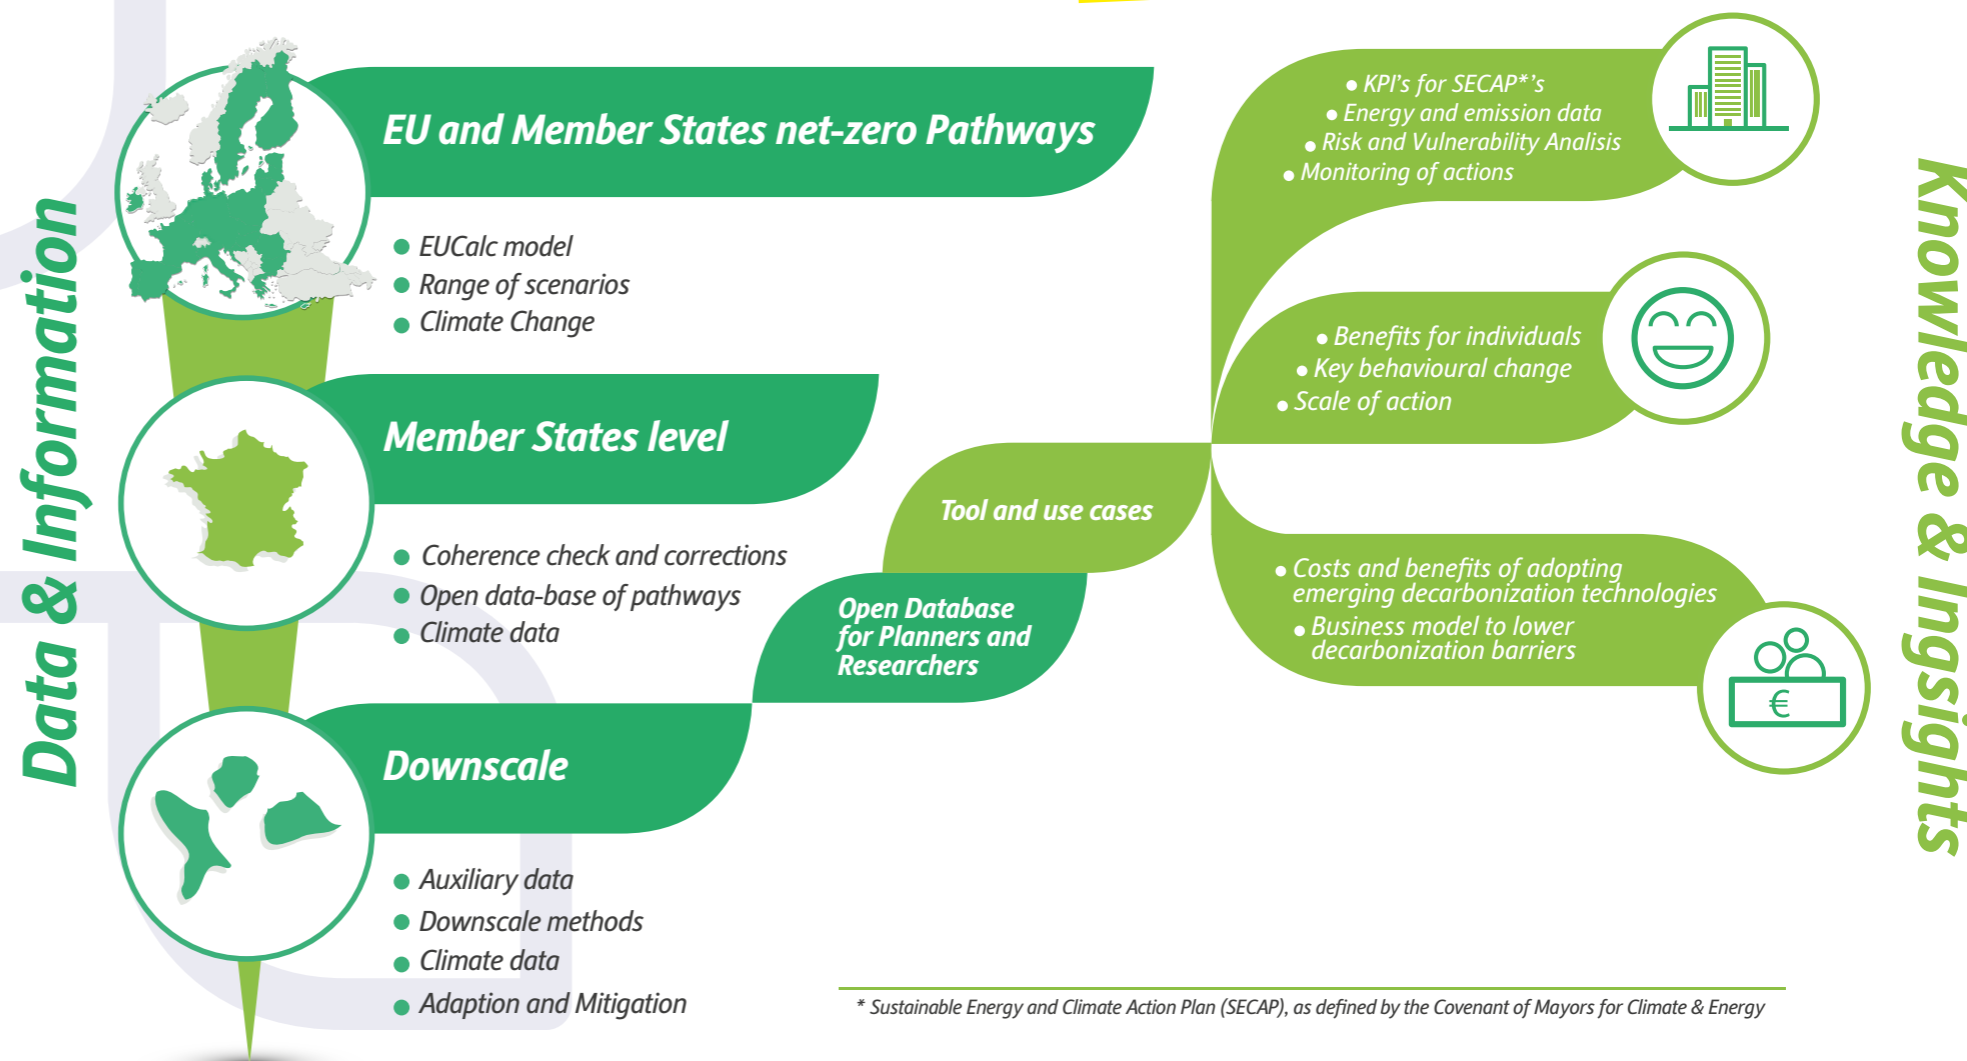 Data & Information
EU and Member States net-zero Pathways
• EUCalc model
• Range of scenarios
• Climate Change
Member States level
• Coherence check and corrections
• Open data-base of pathways
• Climate data
Downscale
• Auxiliary data
• Downscale methods
• Climate data
• Adaption and Mitigation
Open Database
for Planners and
Researchers
Tool and use cases
• KPI's for SECAP*'s
• Energy and emission data
• Risk and Vulnerability Analisis
• Monitoring of actions
• Benefits for individuals
• Key behavioural change
• Scale of action
• Costs and benefits of adopting
emerging decarbonization technologies
• Business model to lower
decarbonization barriers
€
Knowledge & Ingsights
* Sustainable Energy and Climate Action Plan (SECAP), as defined by the Covenant of Mayors for Climate & Energy